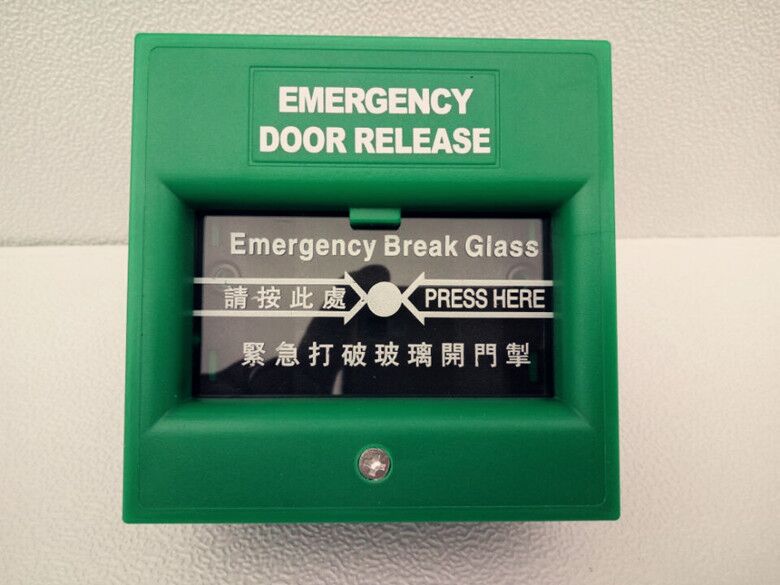 EMERGENCY
DOOR RELEASE
Emergency Break Glass
請按此處 PRESS HERE
緊急打破玻璃開門掣